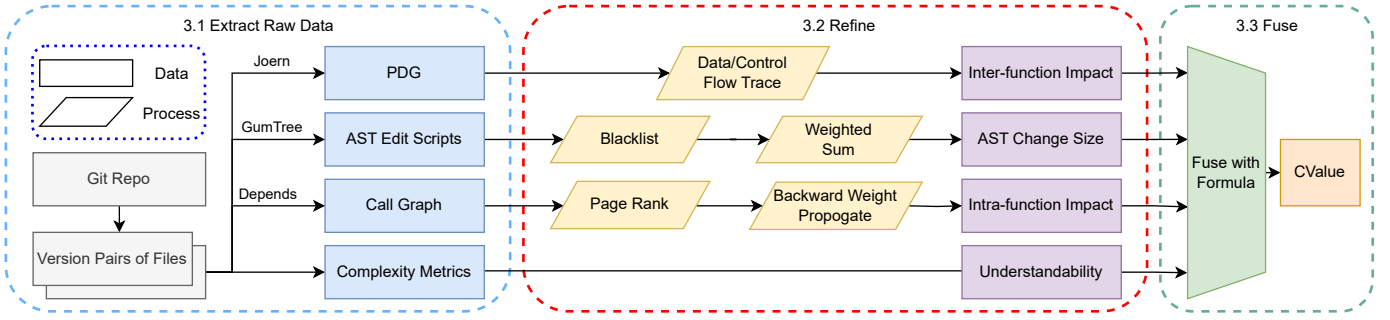 3.1 Extract Raw Data
Data
Process
Git Repo
Version Pairs of Files
Joern
GumTree
Depends
PDG
AST Edit Scripts
Call Graph
Complexity Metrics
3.2 Refine
Data/Control
Flow Trace
Blacklist
Weighted
Sum
Page Rank
Backward Weight
Propogate
Inter-function Impact
AST Change Size
Intra-function Impact
Understandability
3.3 Fuse
Fuse with
Formula
CValue